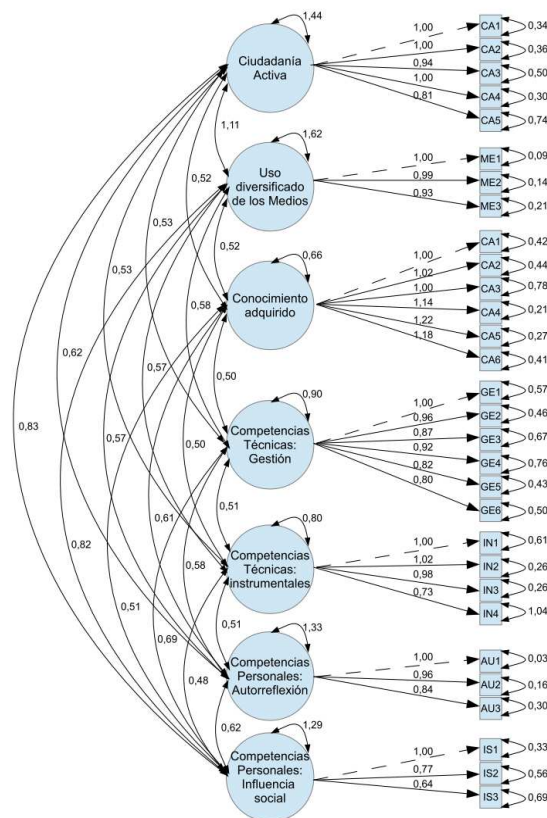 1,44
Ciudadanía
Activa
1,00
1,00
0,94
1,00
0,81
CA1
CA2
CA3
CA4
CA5
0,34
0,36
0,50
0,30
0,74
1,11
1,62
Uso
diversificado
de los Medios
1,00
0,99
0,93
ME1
ME2
ME3
0,09
0,14
0,21
0,52
0,53
0,52
0,53
0,66
Conocimiento
adquirido
1,00
1,02
1,00
1,14
1,22
1,18
CA1
CA2
CA3
CA4
CA5
CA6
0,42
0,44
0,78
0,21
0,27
0,41
0,58
0,62
0,57
0,50
0,90
Competencias
Técnicas:
Gestión
1,00
0,96
0,87
0,92
0,82
0,80
GE1
GE2
GE3
GE4
GE5
GE6
0,57
0,46
0,67
0,76
0,43
0,50
0,83
0,57
0,50
0,51
0,61
0,80
Competencias
Técnicas:
instrumentales
1,00
1,02
0,98
0,73
IN1
IN2
IN3
IN4
0,61
0,26
0,26
1,04
0,82
0,58
0,51
0,51
1,33
Competencias
Personales:
Autorreflexión
1,00
0,96
0,84
AU1
AU2
AU3
0,03
0,16
0,30
0,69
0,48
0,62
1,29
Competencias
Personales:
Influencia
social
1,00
0,77
0,64
IS1
IS2
IS3
0,33
0,56
0,69